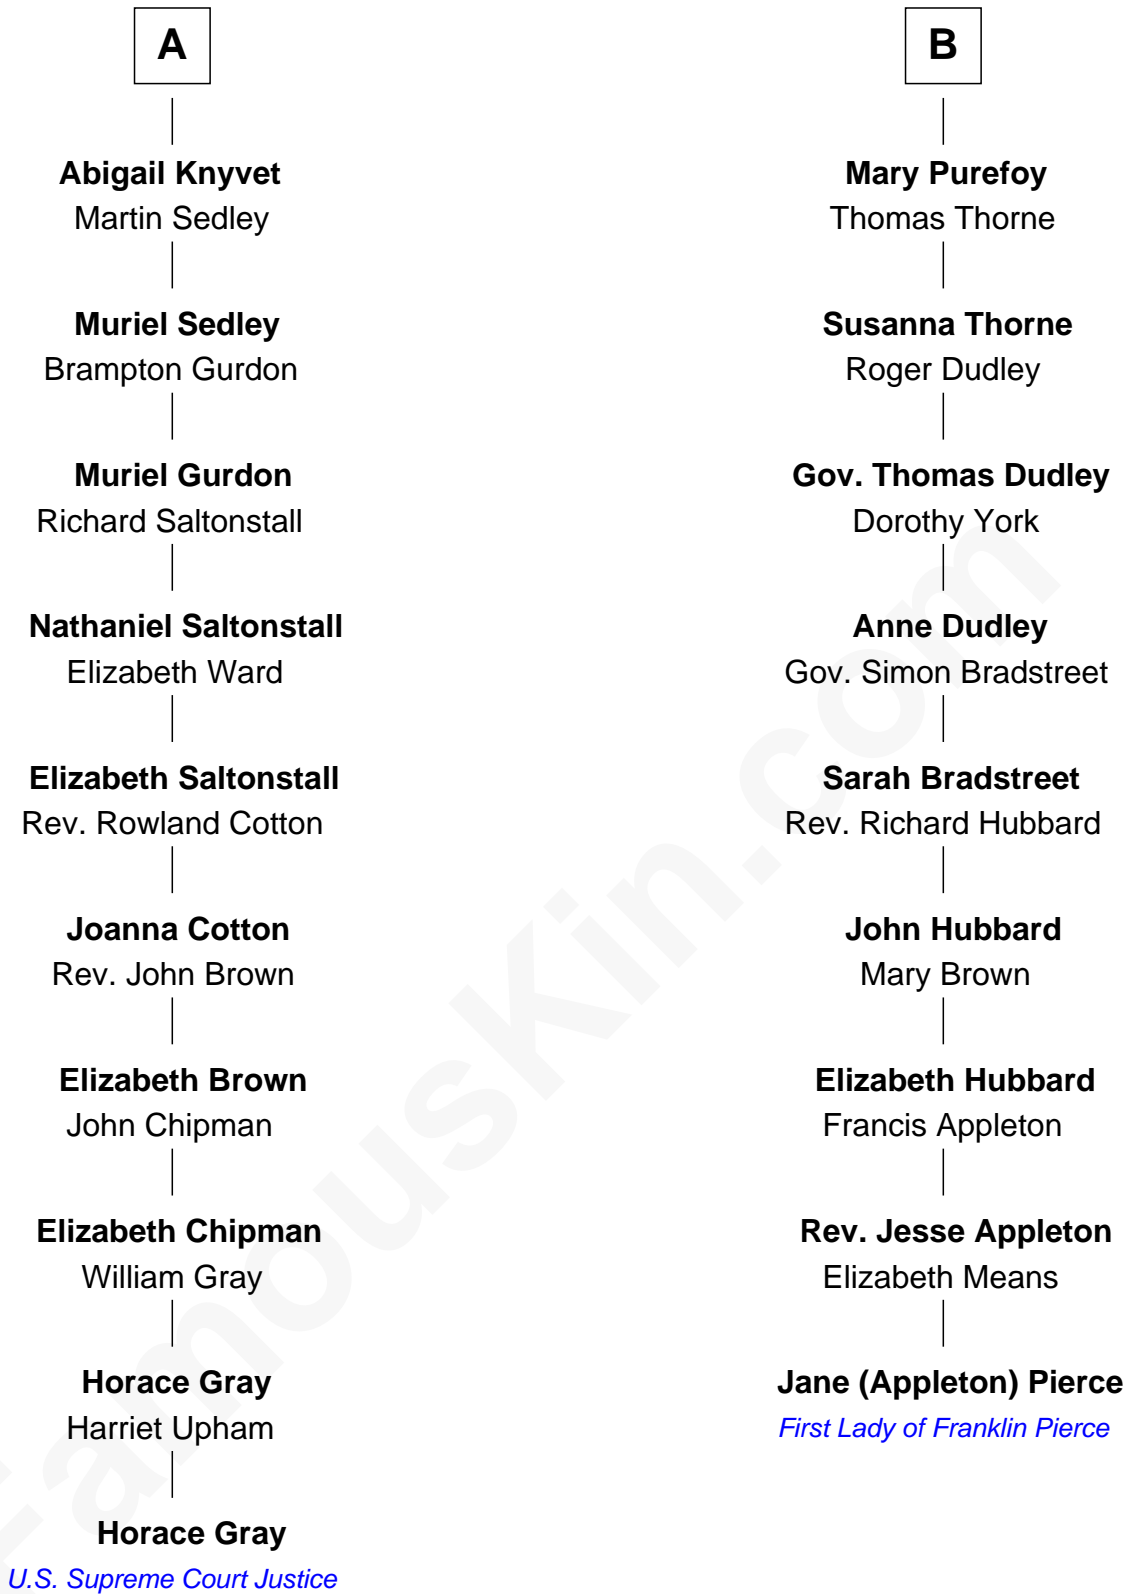 A
Abigail Knyvet
Martin Sedley
Muriel Sedley
Brampton Gurdon
Muriel Gurdon
Richard Saltonstall
Nathaniel Saltonstall
Elizabeth Ward
Elizabeth Saltonstall
Rev. Rowland Cotton
Joanna Cotton
Rev. John Brown
Elizabeth Brown
John Chipman
Elizabeth Chipman
William Gray
Horace Gray
Harriet Upham
Horace Gray
U.S. Supreme Court Justice
B
Mary Purefoy
Thomas Thorne
Susanna Thorne
Roger Dudley
Gov. Thomas Dudley
Dorothy York
Anne Dudley
Gov. Simon Bradstreet
Sarah Bradstreet
Rev. Richard Hubbard
John Hubbard
Mary Brown
Elizabeth Hubbard
Francis Appleton
Rev. Jesse Appleton
Elizabeth Means
Jane (Appleton) Pierce
First Lady of Franklin Pierce
FamousKin.com